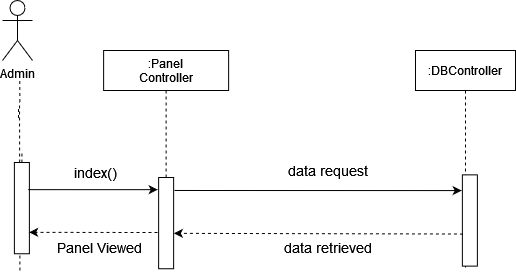 Admin
:Panel
Controller
:DBController
index()
data request
Panel Viewed
data retrieved